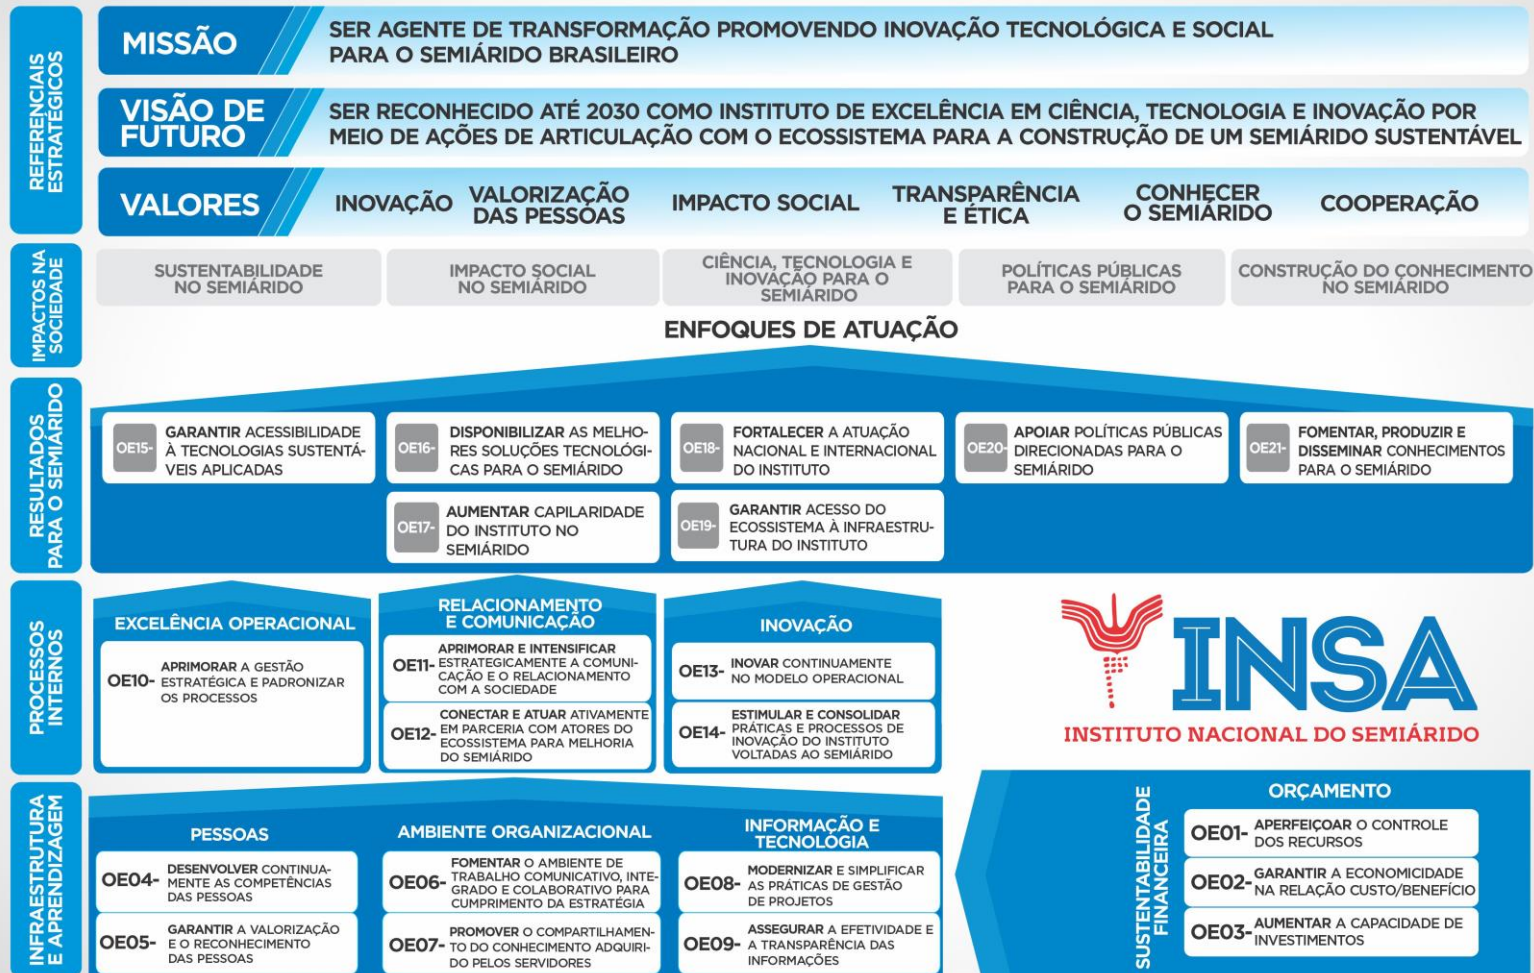 REFERENCIAIS
ESTRATÉGICOS
MISSÃO
SER AGENTE DE TRANSFORMAÇÃO PROMOVENDO INOVAÇÃO TECNOLÓGICA E SOCIAL
PARA O SEMIÁRIDO BRASILEIRO
VISÃO DE
FUTURO
SER RECONHECIDO ATÉ 2030 COMO INSTITUTO DE EXCELÊNCIA EM CIÊNCIA, TECNOLOGIA E INOVAÇÃO POR
MEIO DE AÇÕES DE ARTICULAÇÃO COM O ECOSSISTEMA PARA A CONSTRUÇÃO DE UM SEMIÁRIDO SUSTENTÁVEL
VALORES
INOVAÇÃO
VALORIZAÇÃO
DAS PESSOAS
IMPACTO SOCIAL
TRANSPARÊNCIA
E ÉTICA
CONHECER
O SEMIÁRIDO
COOPERAÇÃO
IMPACTOS NA
SOCIEDADE
SUSTENTABILIDADE
NO SEMIÁRIDO
IMPACTO SOCIAL
NO SEMIÁRIDO
CIÊNCIA, TECNOLOGIA E
INOVAÇÃO PARA O
SEMIÁRIDO
POLÍTICAS PÚBLICAS
PARA O SEMIÁRIDO
CONSTRUÇÃO DO CONHECIMENTO
NO SEMIÁRIDO
ENFOQUES DE ATUAÇÃO
RESULTADOS
PARA O SEMIÁRIDO
OE15-
GARANTIR ACESSIBILIDADE
À TECNOLOGIAS SUSTENTÁ-
VEIS APLICADAS
OE16-
DISPONIBILIZAR AS MELHO-
RES SOLUÇÕES TECNOLÓGI-
CAS PARA O SEMIÁRIDO
OE17-
AUMENTAR CAPILARIDADE
DO INSTITUTO NO
SEMIÁRIDO
OE18-
FORTALECER A ATUAÇÃO
NACIONAL E INTERNACIONAL
DO INSTITUTO
OE19-
GARANTIR ACESSO DO
ECOSSISTEMA À INFRAESTRU-
TURA DO INSTITUTO
OE20-
APOIAR POLÍTICAS PÚBLICAS
DIRECIONADAS PARA O
SEMIÁRIDO
OE21-
FOMENTAR, PRODUZIR E
DISSEMINAR CONHECIMENTOS
PARA O SEMIÁRIDO
PROCESSOS
INTERNOS
EXCELÊNCIA OPERACIONAL
OE10-
APRIMORAR A GESTÃO
ESTRATÉGICA E PADRONIZAR
OS PROCESSOS
RELACIONAMENTO
E COMUNICAÇÃO
OE11-
APRIMORAR E INTENSIFICAR
ESTRATEGICAMENTE A COMUNI-
CAÇÃO E O RELACIONAMENTO
COM A SOCIEDADE
OE12-
CONECTAR E ATUAR ATIVAMENTE
EM PARCERIA COM ATORES DO
ECOSSISTEMA PARA MELHORIA
DO SEMIÁRIDO
INOVAÇÃO
OE13-
INOVAR CONTINUAMENTE
NO MODELO OPERACIONAL
OE14-
ESTIMULAR E CONSOLIDAR
PRÁTICAS E PROCESSOS DE
INOVAÇÃO DO INSTITUTO
VOLTADAS AO SEMIÁRIDO
INSA
INSTITUTO NACIONAL DO SEMIÁRIDO
INFRAESTRUTURA
E APRENDIZAGEM
PESSOAS
OE04-
DESENVOLVER CONTINUA-
MENTE AS COMPETÊNCIAS
DAS PESSOAS
OE05-
GARANTIR A VALORIZAÇÃO
E O RECONHECIMENTO
DAS PESSOAS
AMBIENTE ORGANIZACIONAL
OE06-
FOMENTAR O AMBIENTE DE
TRABALHO COMUNICATIVO, INTE-
GRADO E COLABORATIVO PARA
CUMPRIMENTO DA ESTRATÉGIA
OE07-
PROMOVER O COMPARTILHAMEN-
TO DO CONHECIMENTO ADQUIRI-
DO PELOS SERVIDORES
INFORMAÇÃO E
TECNOLOGIA
OE08-
MODERNIZAR E SIMPLIFICAR
AS PRÁTICAS DE GESTÃO
DE PROJETOS
OE09-
ASSEGURAR A EFETIVIDADE E
A TRANSPARÊNCIA DAS
INFORMAÇÕES
SUSTENTABILIDADE
FINANCEIRA
ORÇAMENTO
OE01-
APERFEIÇOAR O CONTROLE
DOS RECURSOS
OE02-
GARANTIR A ECONOMICIDADE
NA RELAÇÃO CUSTO/BENEFÍCIO
OE03-
AUMENTAR A CAPACIDADE DE
INVESTIMENTOS